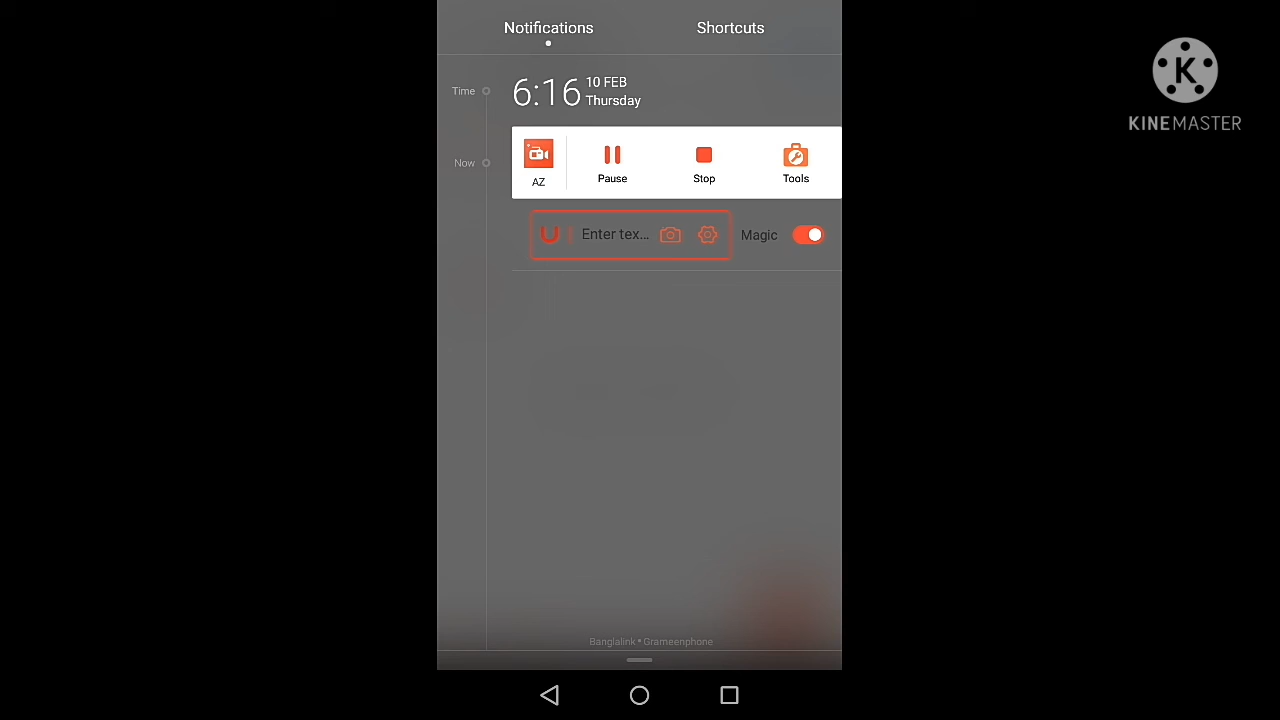 Notifications
Shortcuts
Time
6:16
10 FEB
Thursday
Now
AZ
Pause
Stop
Tools
U
Enter tex...
Magic
Banglalink • Grameenphone
K
KINEMASTER